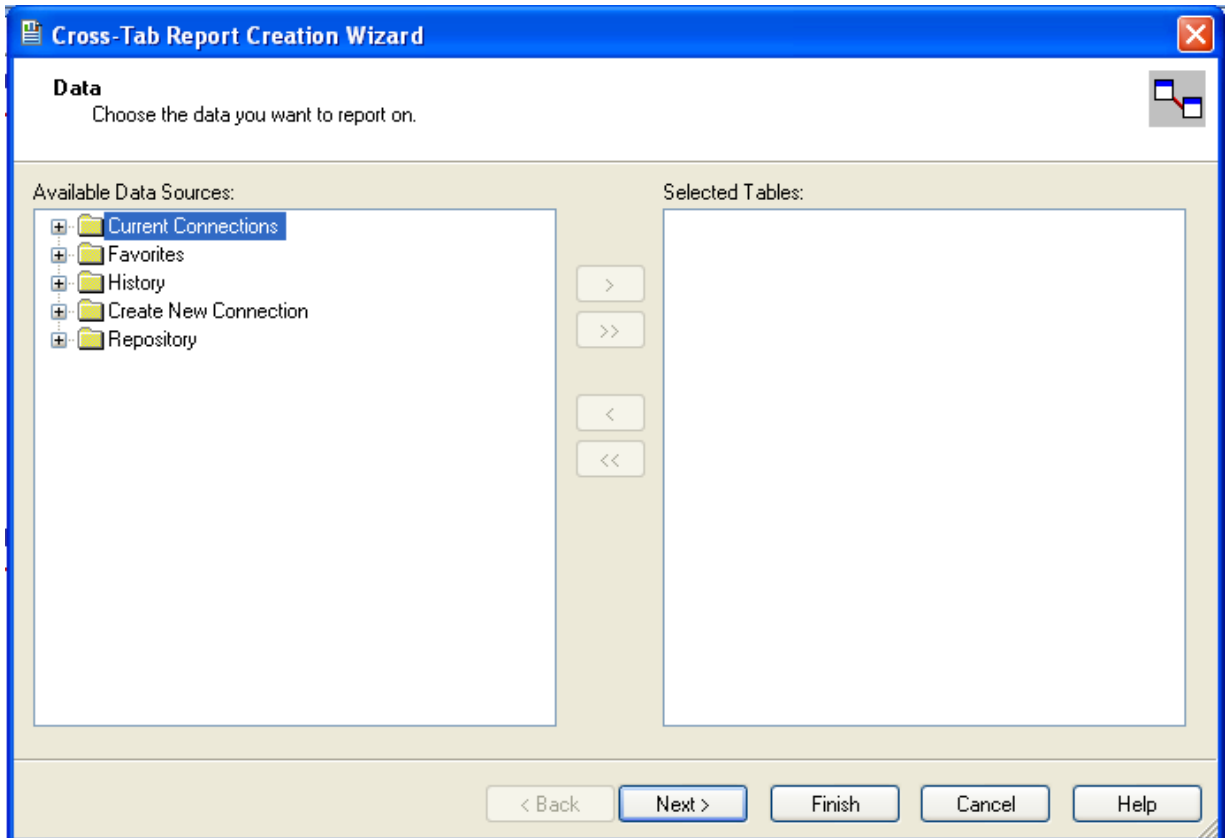 Cross-Tab Report Creation Wizard
Data
Choose the data you want to report on.
Available Data Sources:
Current Connections
Favorites
History
Create New Connection
Repository
>
>>
<
<<
Selected Tables:
< Back
Next >
Finish
Cancel
Help